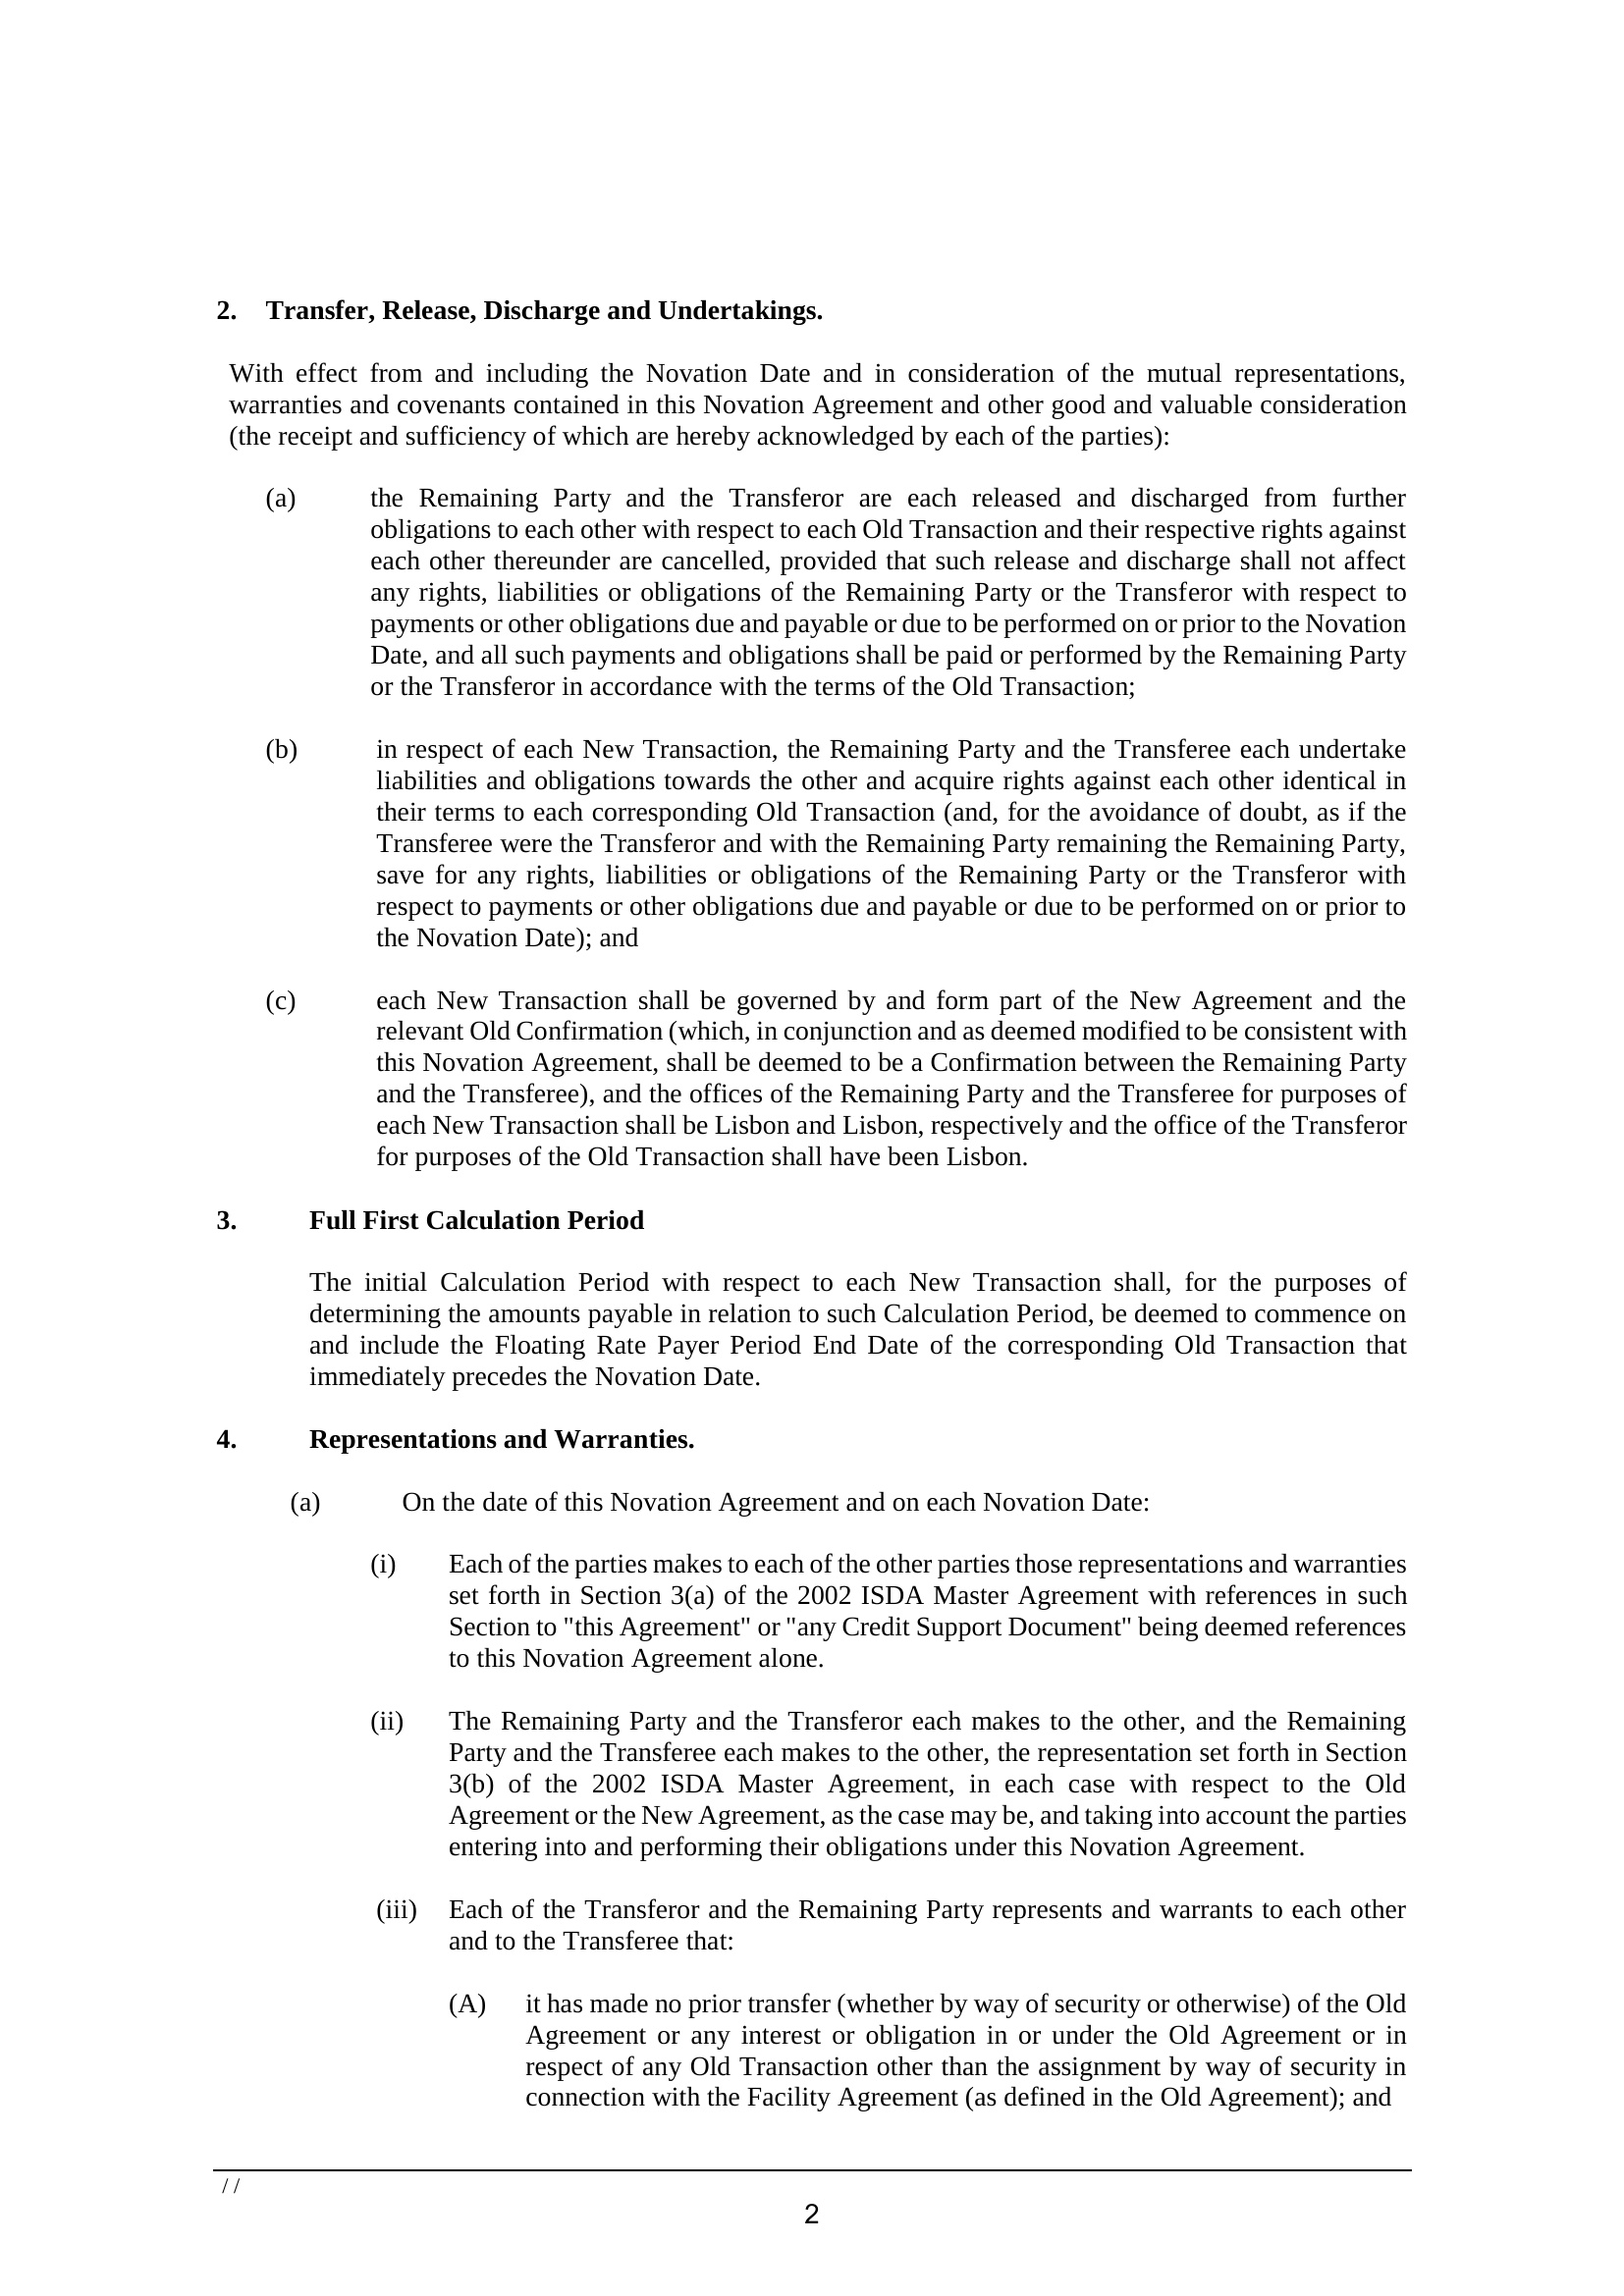 2. Transfer, Release, Discharge and Undertakings.
With effect from and including the Novation Date and in consideration of the mutual representations,
warranties and covenants contained in this Novation Agreement and other good and valuable consideration
(the receipt and sufficiency of which are hereby acknowledged by each of the parties):
(a) the Remaining Party and the Transferor are each released and discharged from further
obligations to each other with respect to each Old Transaction and their respective rights against
each other thereunder are cancelled, provided that such release and discharge shall not affect
any rights, liabilities or obligations of the Remaining Party or the Transferor with respect to
payments or other obligations due and payable or due to be performed on or prior to the Novation
Date, and all such payments and obligations shall be paid or performed by the Remaining Party
or the Transferor in accordance with the terms of the Old Transaction;
(b) in respect of each New Transaction, the Remaining Party and the Transferee each undertake
liabilities and obligations towards the other and acquire rights against each other identical in
their terms to each corresponding Old Transaction (and, for the avoidance of doubt, as if the
Transferee were the Transferor and with the Remaining Party remaining the Remaining Party,
save for any rights, liabilities or obligations of the Remaining Party or the Transferor with
respect to payments or other obligations due and payable or due to be performed on or prior to
the Novation Date); and
(c) each New Transaction shall be governed by and form part of the New Agreement and the
relevant Old Confirmation (which, in conjunction and as deemed modified to be consistent with
this Novation Agreement, shall be deemed to be a Confirmation between the Remaining Party
and the Transferee), and the offices of the Remaining Party and the Transferee for purposes of
each New Transaction shall be Lisbon and Lisbon, respectively and the office of the Transferor
for purposes of the Old Transaction shall have been Lisbon.
3. Full First Calculation Period
The initial Calculation Period with respect to each New Transaction shall, for the purposes of
determining the amounts payable in relation to such Calculation Period, be deemed to commence on
and include the Floating Rate Payer Period End Date of the corresponding Old Transaction that
immediately precedes the Novation Date.
4. Representations and Warranties.
(a) On the date of this Novation Agreement and on each Novation Date:
(i) Each of the parties makes to each of the other parties those representations and warranties
set forth in Section 3(a) of the 2002 ISDA Master Agreement with references in such
Section to "this Agreement" or "any Credit Support Document" being deemed references
to this Novation Agreement alone.
(ii) The Remaining Party and the Transferor each makes to the other, and the Remaining
Party and the Transferee each makes to the other, the representation set forth in Section
3(b) of the 2002 ISDA Master Agreement, in each case with respect to the Old
Agreement or the New Agreement, as the case may be, and taking into account the parties
entering into and performing their obligations under this Novation Agreement.
(iii) Each of the Transferor and the Remaining Party represents and warrants to each other
and to the Transferee that:
(A) it has made no prior transfer (whether by way of security or otherwise) of the Old
Agreement or any interest or obligation in or under the Old Agreement or in
respect of any Old Transaction other than the assignment by way of security in
connection with the Facility Agreement (as defined in the Old Agreement); and
/ /
2